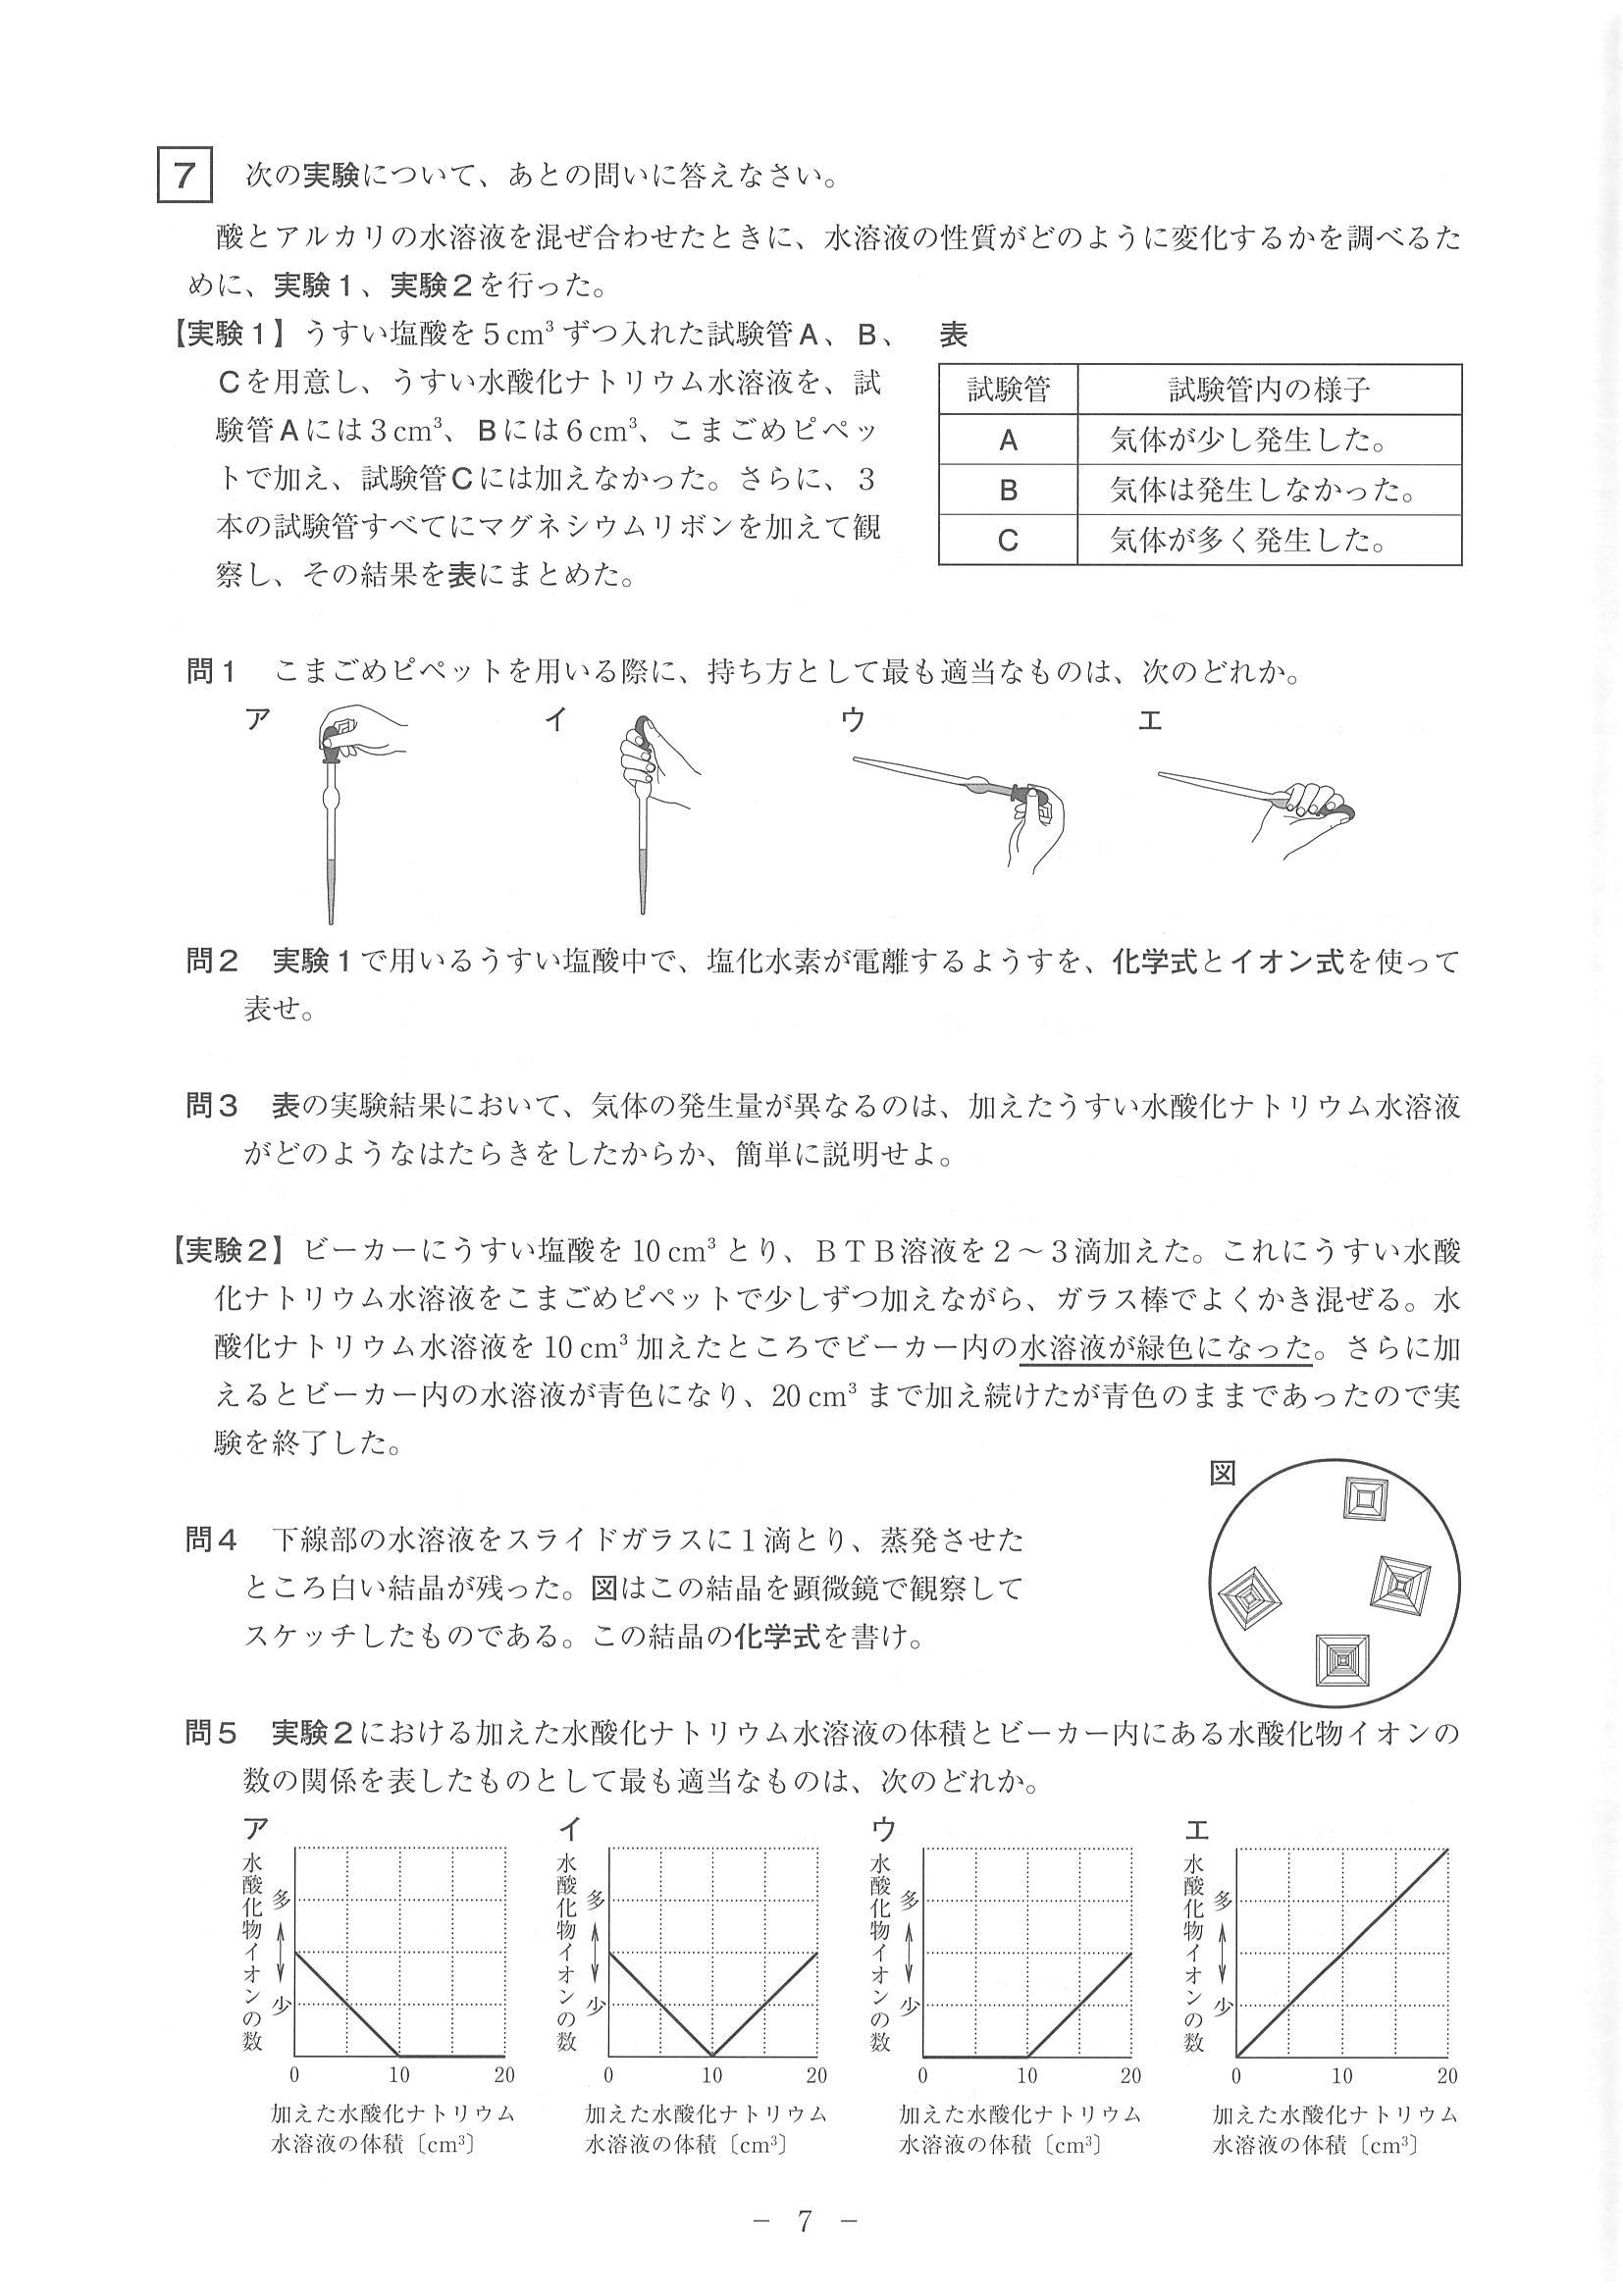 7 次の実験について、あとの問いに答えなさい。
酸とアルカリの水溶液を混ぜ合わせたときに、水溶液の性質がどのように変化するかを調べるた
めに、実験1、実験2を行った。
【実験1】うすい塩酸を5cm³ずつ入れた試験管A、B、
Cを用意し、うすい水酸化ナトリウム水溶液を、試
験管Aには3cm³、Bには6cm³、こまごめピペッ
トで加え、試験管Cには加えなかった。さらに、3
本の試験管すべてにマグネシウムリボンを加えて観
察し、その結果を表にまとめた。
表
試験管 試験管内の様子
A 気体が少し発生した。
B 気体は発生しなかった。
C 気体が多く発生した。
問1 こまごめピペットを用いる際に、持ち方として最も適当なものは、次のどれか。
ア イ ウ エ
問2 実験1で用いるうすい塩酸中で、塩化水素が電離するようすを、化学式とイオン式を使って
表せ。
問3 表の実験結果において、気体の発生量が異なるのは、加えたうすい水酸化ナトリウム水溶液
がどのようなはたらきをしたからか、簡単に説明せよ。
【実験2】ビーカーにうすい塩酸を10cm³とり、BTB溶液を2〜3滴加えた。これにうすい水酸
化ナトリウム水溶液をこまごめピペットで少しずつ加えながら、ガラス棒でよくかき混ぜる。水
酸化ナトリウム水溶液を10cm³加えたところでビーカー内の水溶液が緑色になった。さらに加
えるとビーカー内の水溶液が青色になり、20cm³まで加え続けたが青色のままであったので実
験を終了した。
図
問4 下線部の水溶液をスライドガラスに1滴とり、蒸発させた
ところ白い結晶が残った。図はこの結晶を顕微鏡で観察して
スケッチしたものである。この結晶の化学式を書け。
問5 実験2における加えた水酸化ナトリウム水溶液の体積とビーカー内にある水酸化物イオンの
数の関係を表したものとして最も適当なものは、次のどれか。
ア
水酸化物イオンの数
多
少
0 10 20
加えた水酸化ナトリウム
水溶液の体積〔cm³〕
イ
水酸化物イオンの数
多
少
0 10 20
加えた水酸化ナトリウム
水溶液の体積〔cm³〕
ウ
水酸化物イオンの数
多
少
0 10 20
加えた水酸化ナトリウム
水溶液の体積〔cm³〕
エ
水酸化物イオンの数
多
少
0 10 20
加えた水酸化ナトリウム
水溶液の体積〔cm³〕
− 7 −